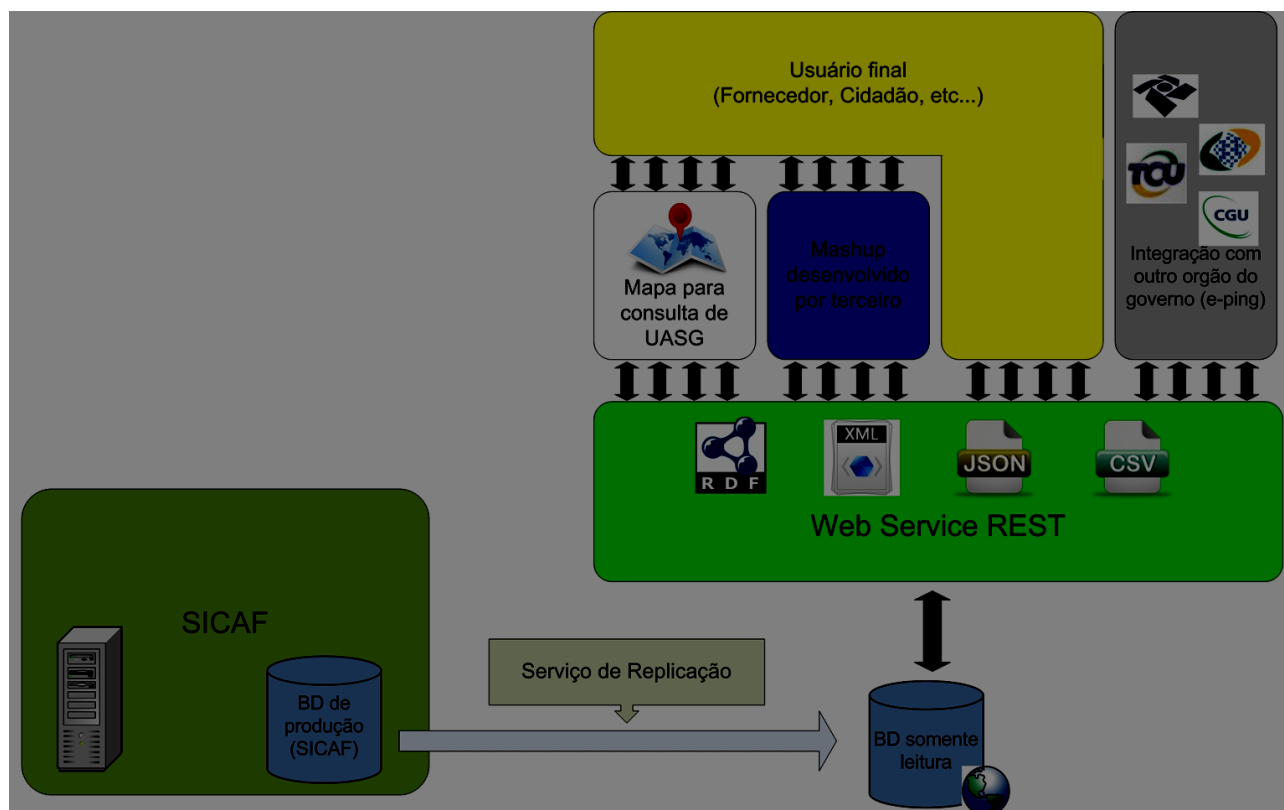 Usuário final
(Fornecedor, Cidadão, etc...)
TCU
CGU
Integração com
outro orgão do
governo (e-ping)
Mapa para
consulta de
UASG
Mashup
desenvolvido
por terceiro
RDF
XML
JSON
CSV
Web Service REST
SICAF
BD de
produção
(SICAF)
Serviço de Replicação
BD somente
leitura